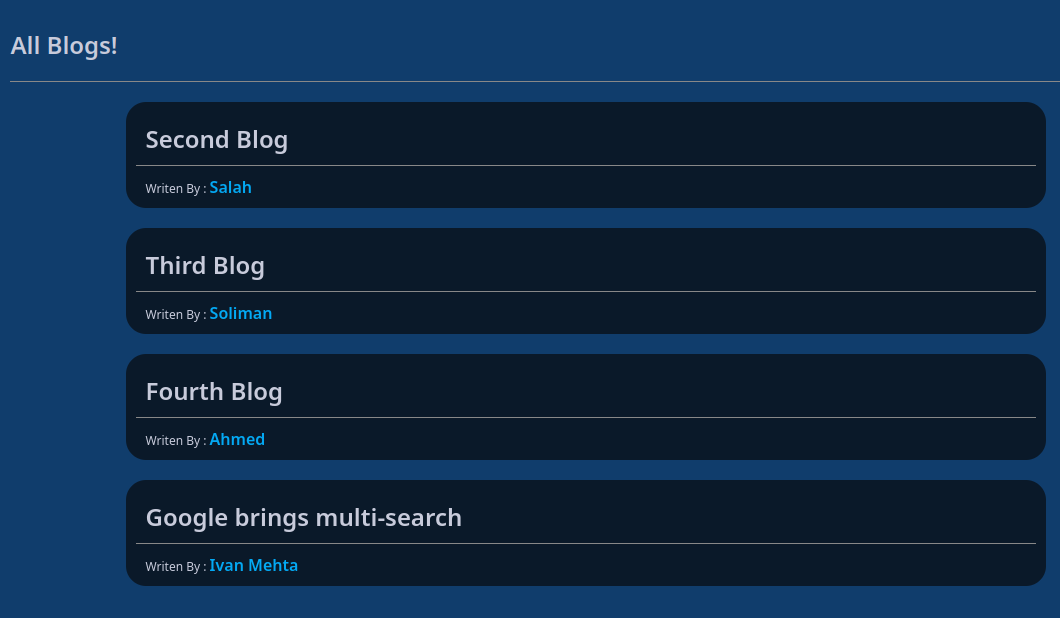 All Blogs!
Second Blog
Writen By : Salah
Third Blog
Writen By : Soliman
Fourth Blog
Writen By : Ahmed
Google brings multi-search
Writen By : Ivan Mehta